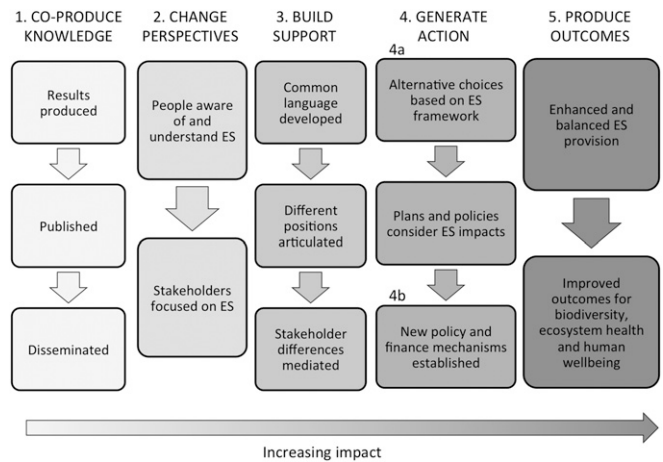 1. CO-PRODUCE
KNOWLEDGE
Results
produced
Published
Disseminated
2. CHANGE
PERSPECTIVES
People aware
of and
understand ES
Stakeholders
focused on ES
3. BUILD
SUPPORT
Common
language
developed
Different
positions
articulated
Stakeholder
differences
mediated
4. GENERATE
ACTION
4a
Alternative choices
based on ES
framework
Plans and policies
consider ES impacts
4b
New policy and
finance mechanisms
established
5. PRODUCE
OUTCOMES
Enhanced and
balanced ES
provision
Improved
outcomes for
biodiversity,
ecosystem health
and human
wellbeing
Increasing impact